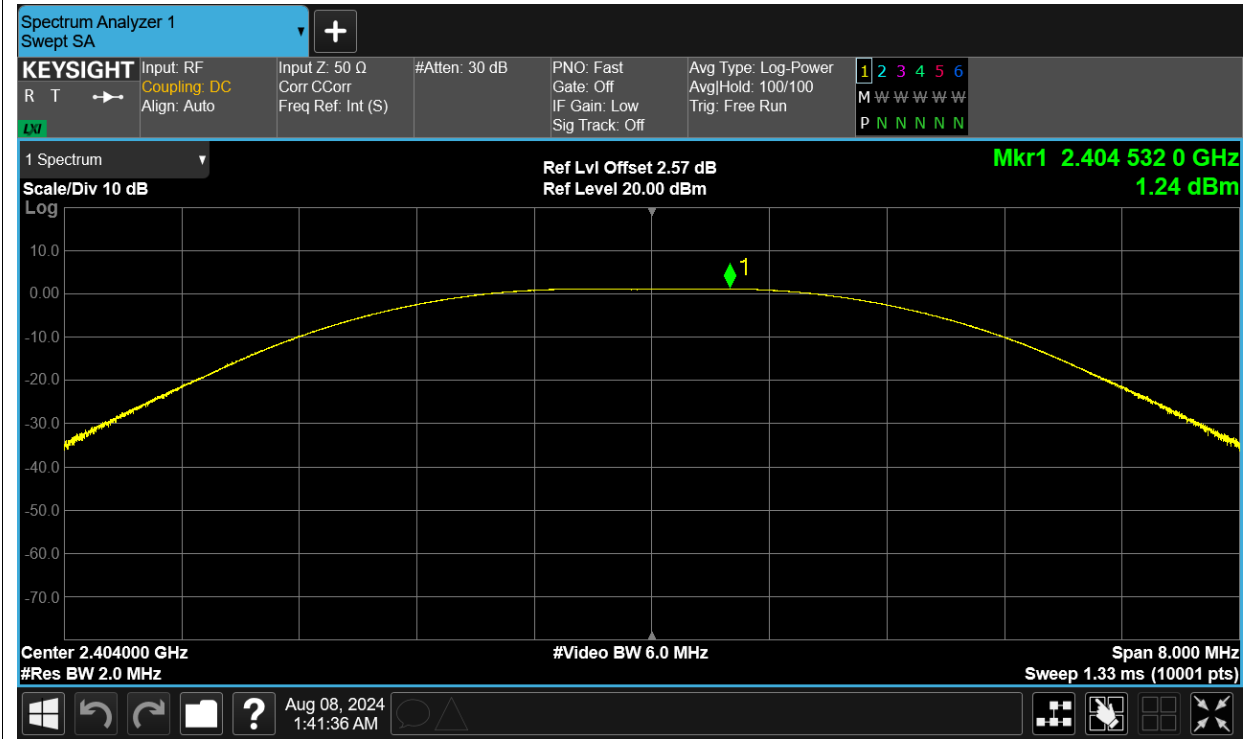 Spectrum Analyzer 1
Swept SA
▼
+
KEYSIGHT
R T
LXI
Input: RF
Coupling: DC
Align: Auto
Input Z: 50 Ω
Corr CCorr
Freq Ref: Int (S)
#Atten: 30 dB
PNO: Fast
Gate: Off
IF Gain: Low
Sig Track: Off
Avg Type: Log-Power
Avg|Hold: 100/100
Trig: Free Run
1 2 3 4 5 6
M W W W W W
P N N N N N
1 Spectrum ▼
Scale/Div 10 dB
Log
Ref Lvl Offset 2.57 dB
Ref Level 20.00 dBm
Mkr1 2.404 532 0 GHz
1.24 dBm
1
10.0
0.00
-10.0
-20.0
-30.0
-40.0
-50.0
-60.0
-70.0
Center 2.404000 GHz
#Res BW 2.0 MHz
#Video BW 6.0 MHz
Span 8.000 MHz
Sweep 1.33 ms (10001 pts)
?
Aug 08, 2024
1:41:36 AM